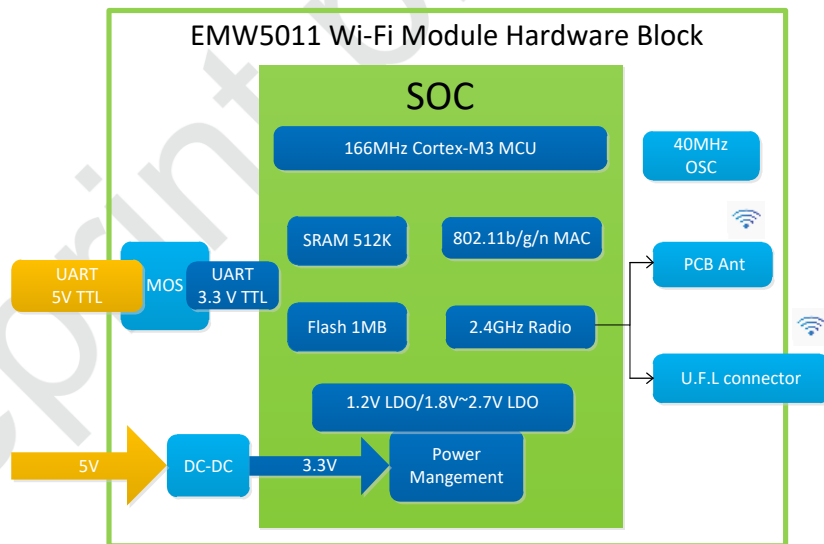 EMW5011 Wi-Fi Module Hardware Block
SOC
166MHz Cortex-M3 MCU
40MHz
OSC
SRAM 512K
802.11b/g/n MAC
UART
5V TTL
MOS
UART
3.3 V TTL
PCB Ant
Flash 1MB
2.4GHz Radio
U.F.L connector
1.2V LDO/1.8V~2.7V LDO
5V
DC-DC
3.3V
Power
Mangement